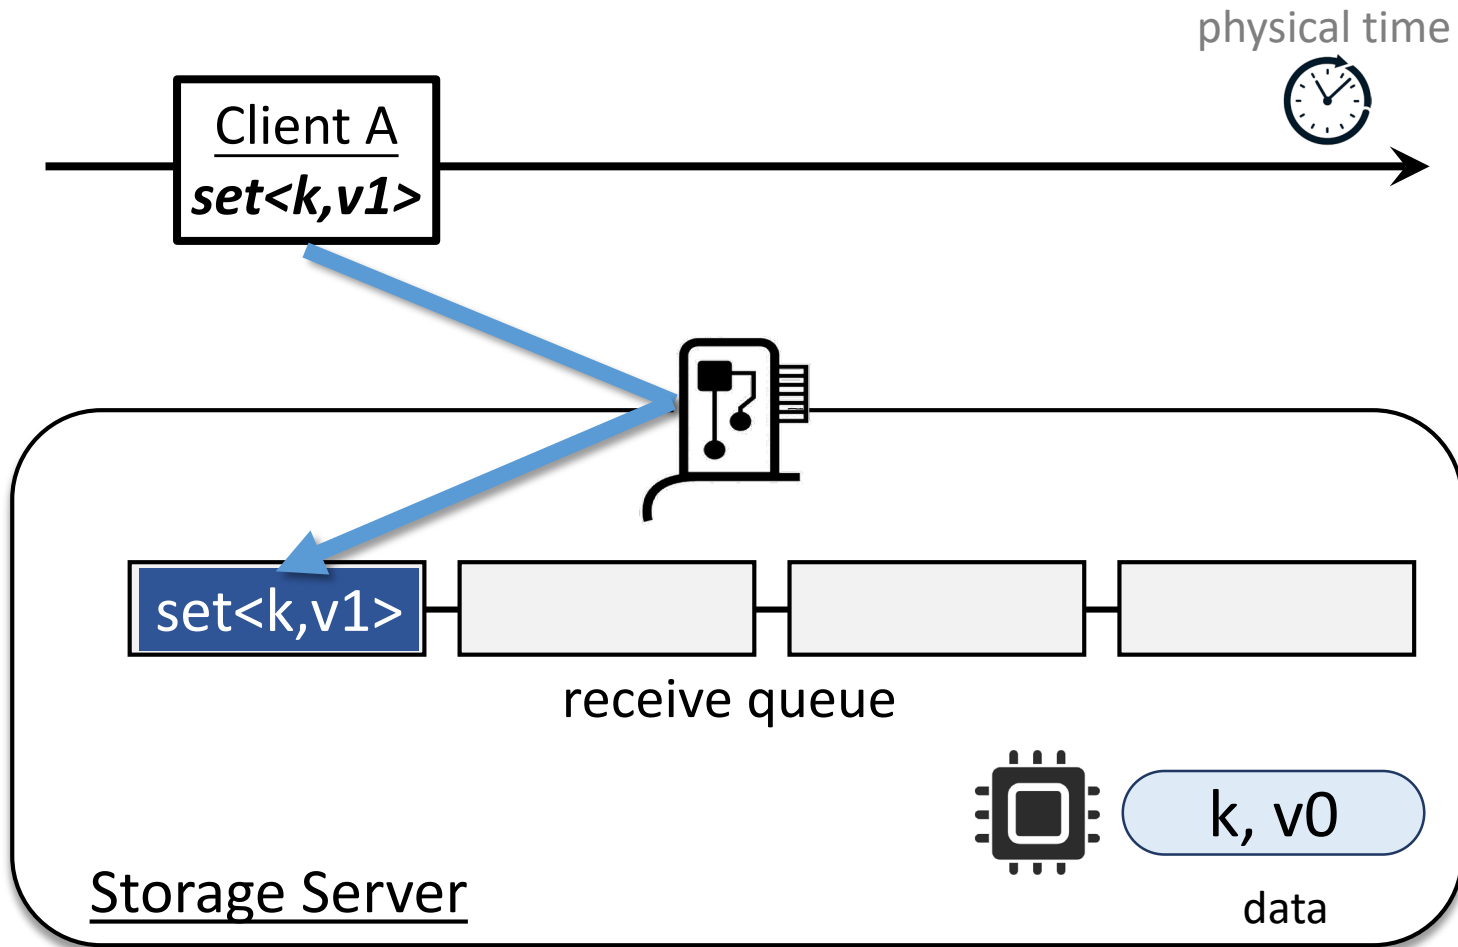 physical time
Client A
set<k,v1>
set<k,v1>
receive queue
k, v0
Storage Server
data